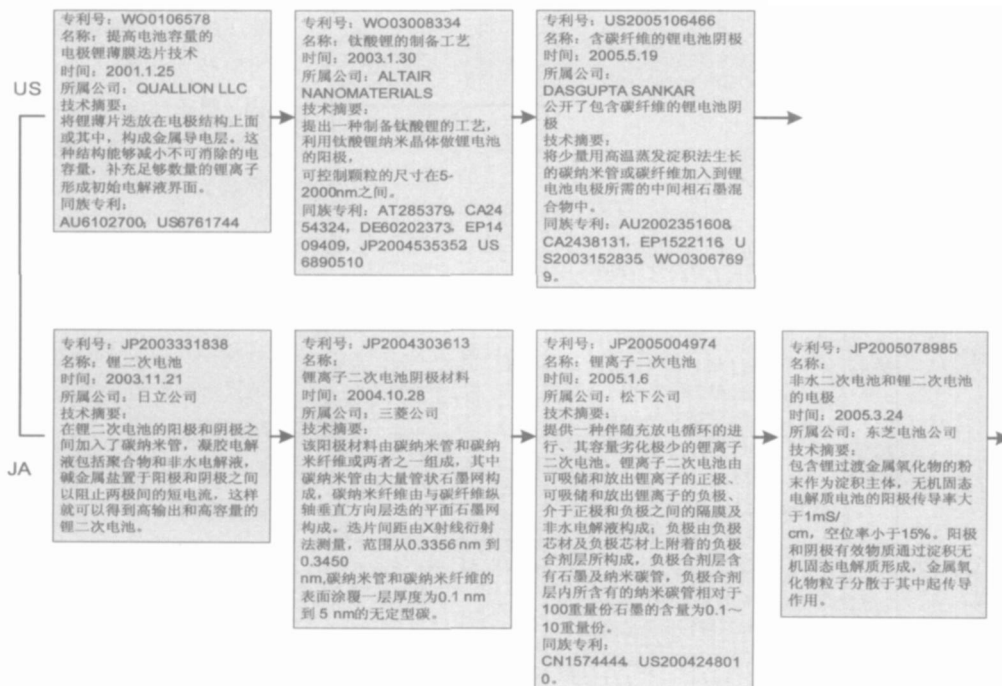 US
专利号：WO0106578
名称：提高电池容量的
电极锂薄膜迭片技术
时间：2001.1.25
所属公司：QUALLION LLC
技术摘要：
将锂薄片迭放在电极结构上面
或其中，构成金属导电层。这
种结构能够减小不可消除的电
容量，补充足够数量的锂离子
形成初始电解液界面。
同族专利：
AU6102700；US6761744
专利号：WO03008334
名称：钛酸锂的制备工艺
时间：2003.1.30
所属公司：ALTAIR
NANOMATERIALS
技术摘要：
提出一种制备钛酸锂的工艺，
利用钛酸锂纳米晶体做锂电池
的阳极，
可控制颗粒的尺寸在5-
2000nm之间。
同族专利：AT285379，CA2
454324，DE60202373，EP14
09409，JP2004535352，US
6890510
专利号：US2005106466
名称：含碳纤维的锂电池阴极
时间：2005.5.19
所属公司：
DASGUPTA SANKAR
公开了包含碳纤维的锂电池阴
极
技术摘要：
将少量用高温蒸发淀积法生长
的碳纳米管或碳纤维加入到锂
电池电极所需的中间相石墨混
合物中。
同族专利：AU2002351608，
CA2438131，EP1522116，U
S2003152835，WO0306769
9。
JA
专利号：JP2003331838
名称：锂二次电池
时间：2003.11.21
所属公司：日立公司
技术摘要：
在锂二次电池的阳极和阴极之
间加入了碳纳米管，凝胶电解
液包括聚合物和非水电解液，
碱金属盐置于阳极和阴极之间
以阻止两极间的短电流，这样
就可以得到高输出和高容量的
锂二次电池。
专利号：JP2004303613
名称：
锂离子二次电池阴极材料
时间：2004.10.28
所属公司：三菱公司
技术摘要：
该阳极材料由碳纳米管和碳纳
米纤维或两者之一组成，其中
碳纳米管由大量管状石墨网构
成，碳纳米纤维由与碳纤维纵
轴垂直方向层迭的平面石墨网
构成。迭片间距由X射线衍射
法测量，范围从0.3356 nm 到
0.3450
nm,碳纳米管和碳纳米纤维的
表面涂覆一层厚度为0.1 nm
到 5 nm的无定型碳。
专利号：JP2005004974
名称：锂离子二次电池
时间：2005.1.6
所属公司：松下公司
技术摘要：
提供一种伴随充放电循环的进
行、其容量劣化极少的锂离子
二次电池。锂离子二次电池由
可吸储和放出锂离子的正极、
可吸储和放出锂离子的负极、
介于正极和负极之间的隔膜及
非水电解液构成；负极由负极
芯材及负极芯材上附着的负极
合剂层所构成，负极合剂层含
有石墨及纳米碳管，负极合剂
层内所含有的纳米碳管相对于
100重量份石墨的含量为0.1～
10重量份。
同族专利：
CN1574444，US200424801
0。
专利号：JP2005078985
名称：
非水二次电池和锂二次电池
的电极
时间：2005.3.24
所属公司：东芝电池公司
技术摘要：
包含锂过渡金属氧化物的粉
末作为淀积主体，无机固态
电解质电池的阳极传导率大
于1mS/
cm，空位率小于15%。阳极
和阴极有效物质通过淀积无
机固态电解质形成，金属氧
化物粒子分散于其中起传导
作用。